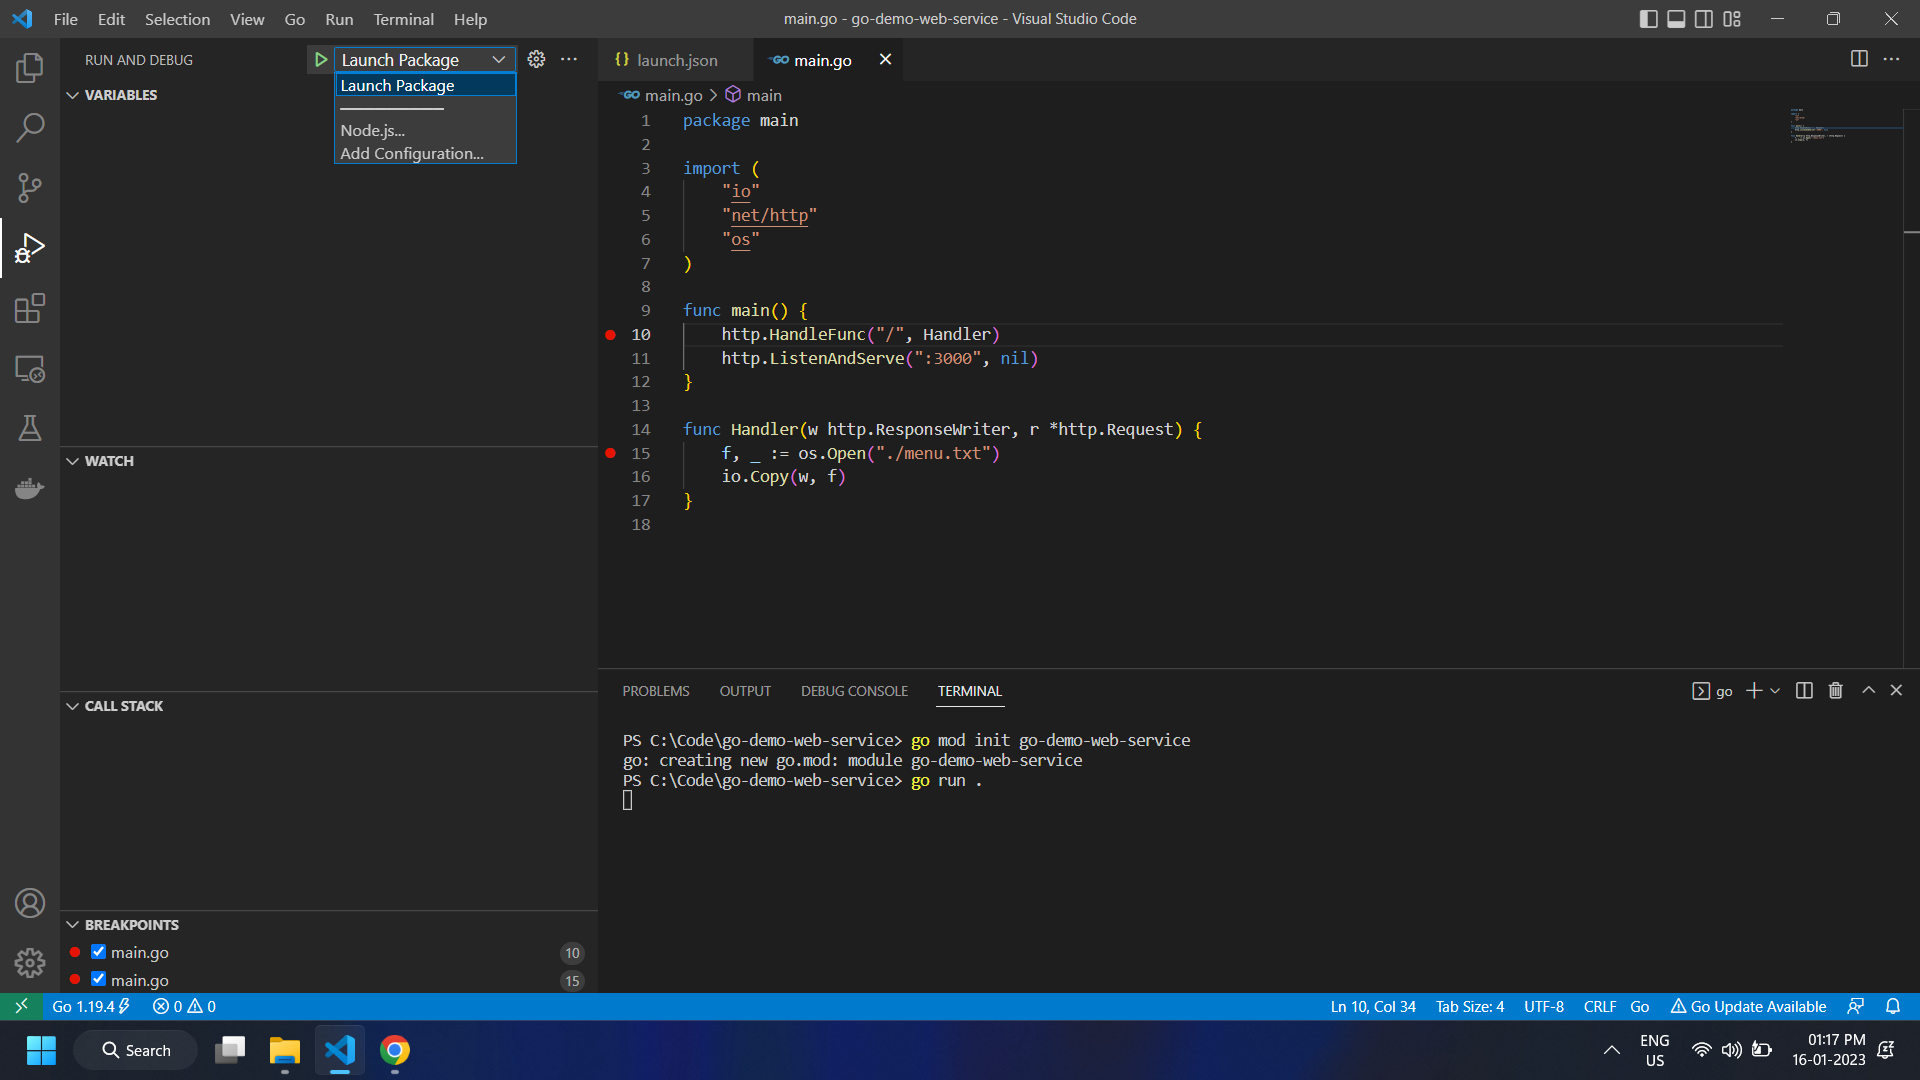 File Edit Selection View Go Run Terminal Help
main.go - go-demo-web-service - Visual Studio Code
RUN AND DEBUG
Launch Package
Launch Package
Node.js...
Add Configuration...
VARIABLES
WATCH
CALL STACK
BREAKPOINTS
main.go 10
main.go 15
{} launch.json
GO main.go
GO main.go > main
1 package main
2
3 import (
4 "io"
5 "net/http"
6 "os"
7 )
8
9 func main() {
10 http.HandleFunc("/", Handler)
11 http.ListenAndServe(":3000", nil)
12 }
13
14 func Handler(w http.ResponseWriter, r *http.Request) {
15 f, _ := os.Open("./menu.txt")
16 io.Copy(w, f)
17 }
18
PROBLEMS OUTPUT DEBUG CONSOLE TERMINAL
go
PS C:\Code\go-demo-web-service> go mod init go-demo-web-service
go: creating new go.mod: module go-demo-web-service
PS C:\Code\go-demo-web-service> go run .
Go 1.19.4 0 0
Ln 10, Col 34 Tab Size: 4 UTF-8 CRLF Go Go Update Available
Search
ENG
US
01:17 PM
16-01-2023